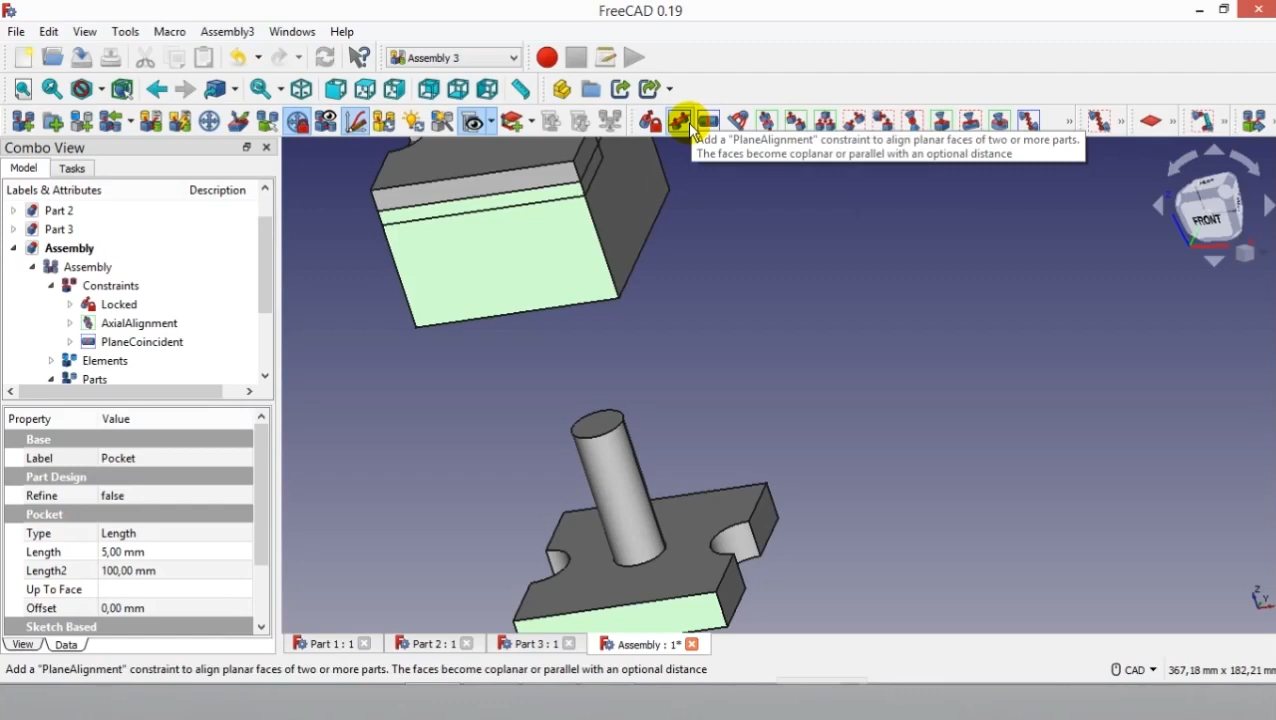 FreeCAD 0.19
File Edit View Tools Macro Assembly3 Windows Help
Assembly 3
Combo View
Model Tasks
Labels & Attributes Description
Part 2
Part 3
Assembly
Assembly
Constraints
Locked
AxialAlignment
PlaneCoincident
Elements
Parts
Property Value
Base
Label Pocket
Part Design
Refine false
Pocket
Type Length
Length 5,00 mm
Length2 100,00 mm
Up To Face
Offset 0,00 mm
Sketch Based
View Data
Add a "PlaneAlignment" constraint to align planar faces of two or more parts.
The faces become coplanar or parallel with an optional distance
FRONT
Z
Y
Part 1 : 1 Part 2 : 1 Part 3 : 1 Assembly : 1*
Add a "PlaneAlignment" constraint to align planar faces of two or more parts. The faces become coplanar or parallel with an optional distance
CAD 367,18 mm x 182,21 mm